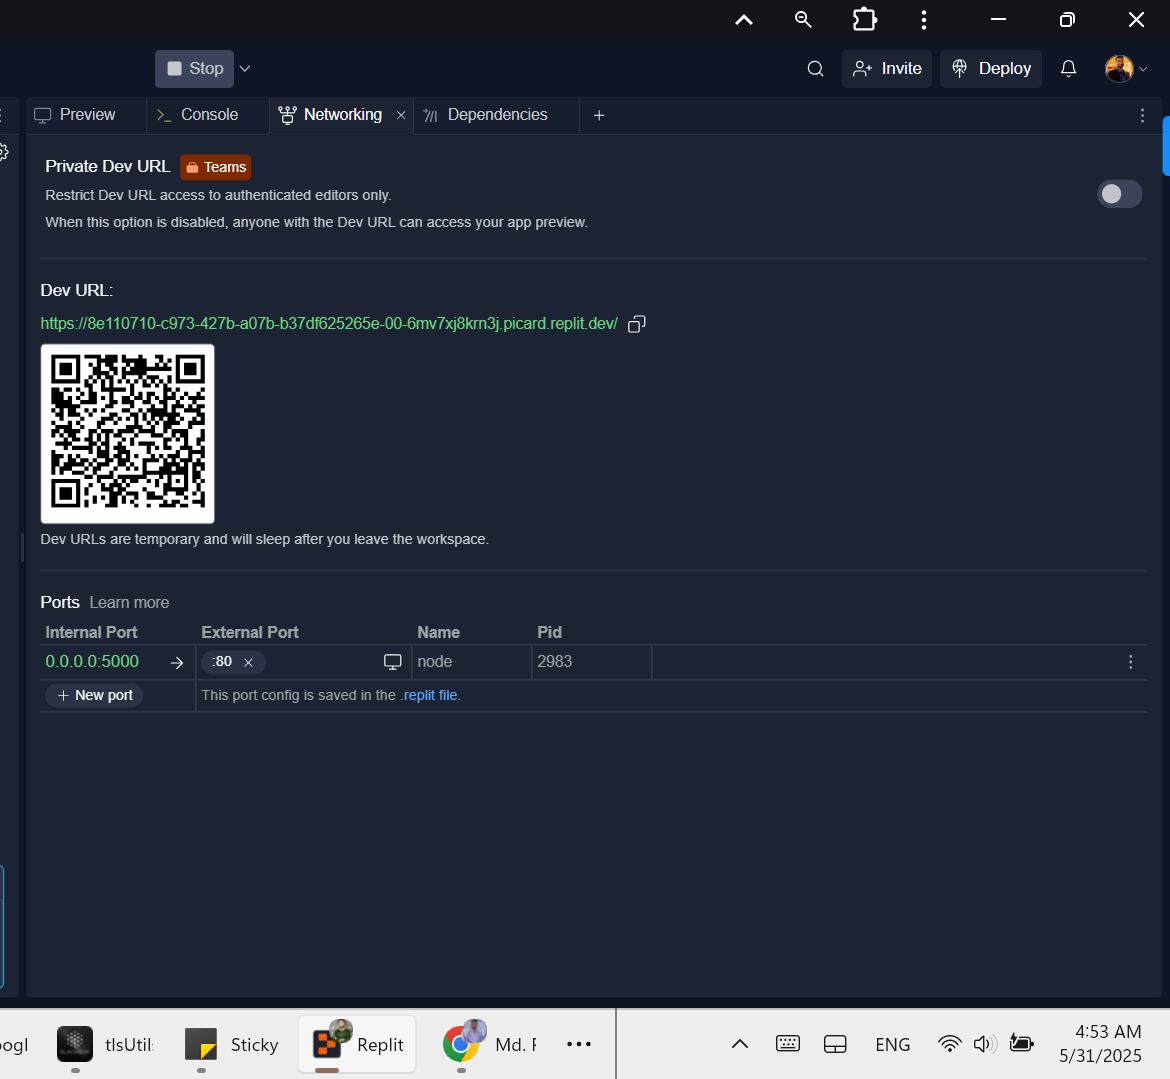 Stop
Invite
Deploy
Preview
Console
Networking
Dependencies
Private Dev URL Teams
Restrict Dev URL access to authenticated editors only.
When this option is disabled, anyone with the Dev URL can access your app preview.
Dev URL:
https://8e110710-c973-427b-a07b-b37df625265e-00-6mv7xj8krn3j.picard.replit.dev/
Dev URLs are temporary and will sleep after you leave the workspace.
Ports Learn more
Internal Port External Port Name Pid
0.0.0.0:5000 → :80 node 2983
+ New port This port config is saved in the .replit file.
Sticky
Replit
Md.
ENG
4:53 AM
5/31/2025